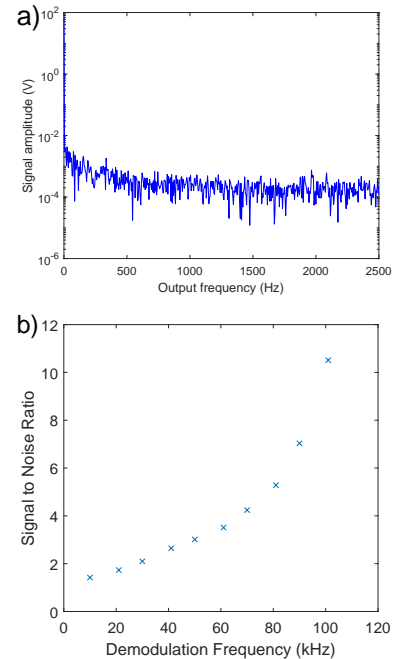 a)
10^2
10^0
10^-2
10^-4
10^-6
Signal amplitude (V)
0 500 1000 1500 2000 2500
Output frequency (Hz)
b)
12
10
8
6
4
2
0
Signal to Noise Ratio
0 20 40 60 80 100 120
Demodulation Frequency (kHz)